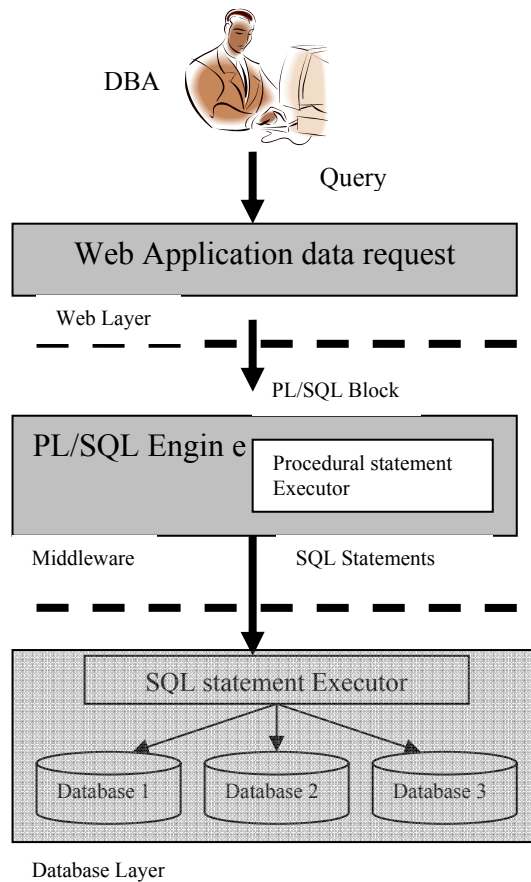 DBA
Query
Web Application data request
Web Layer
PL/SQL Block
PL/SQL Engin e
Procedural statement
Executor
Middleware
SQL Statements
SQL statement Executor
Database 1
Database 2
Database 3
Database Layer